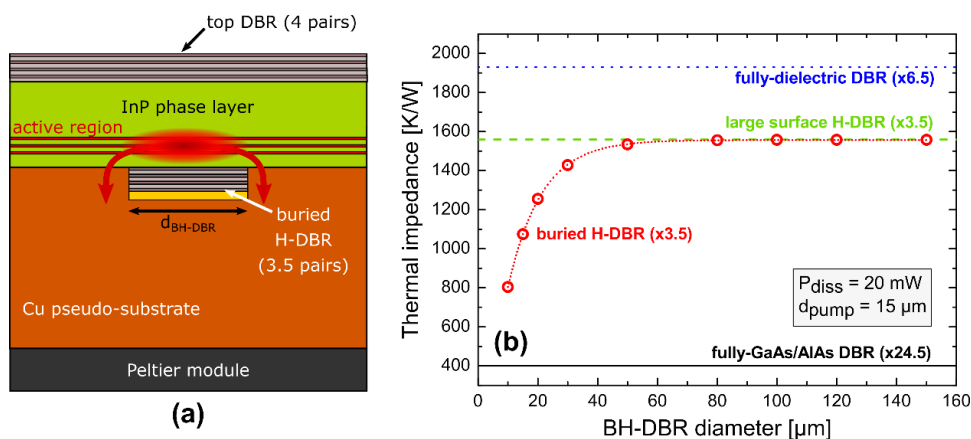 top DBR (4 pairs)
InP phase layer
active region
d_BH-DBR
buried
H-DBR
(3.5 pairs)
Cu pseudo-substrate
Peltier module
(a)
Thermal impedance [K/W]
2000
1800
1600
1400
1200
1000
800
600
400
fully-dielectric DBR (x6.5)
large surface H-DBR (x3.5)
buried H-DBR (x3.5)
P_diss = 20 mW
d_pump = 15 µm
(b)
fully-GaAs/AlAs DBR (x24.5)
0 20 40 60 80 100 120 140 160
BH-DBR diameter [µm]